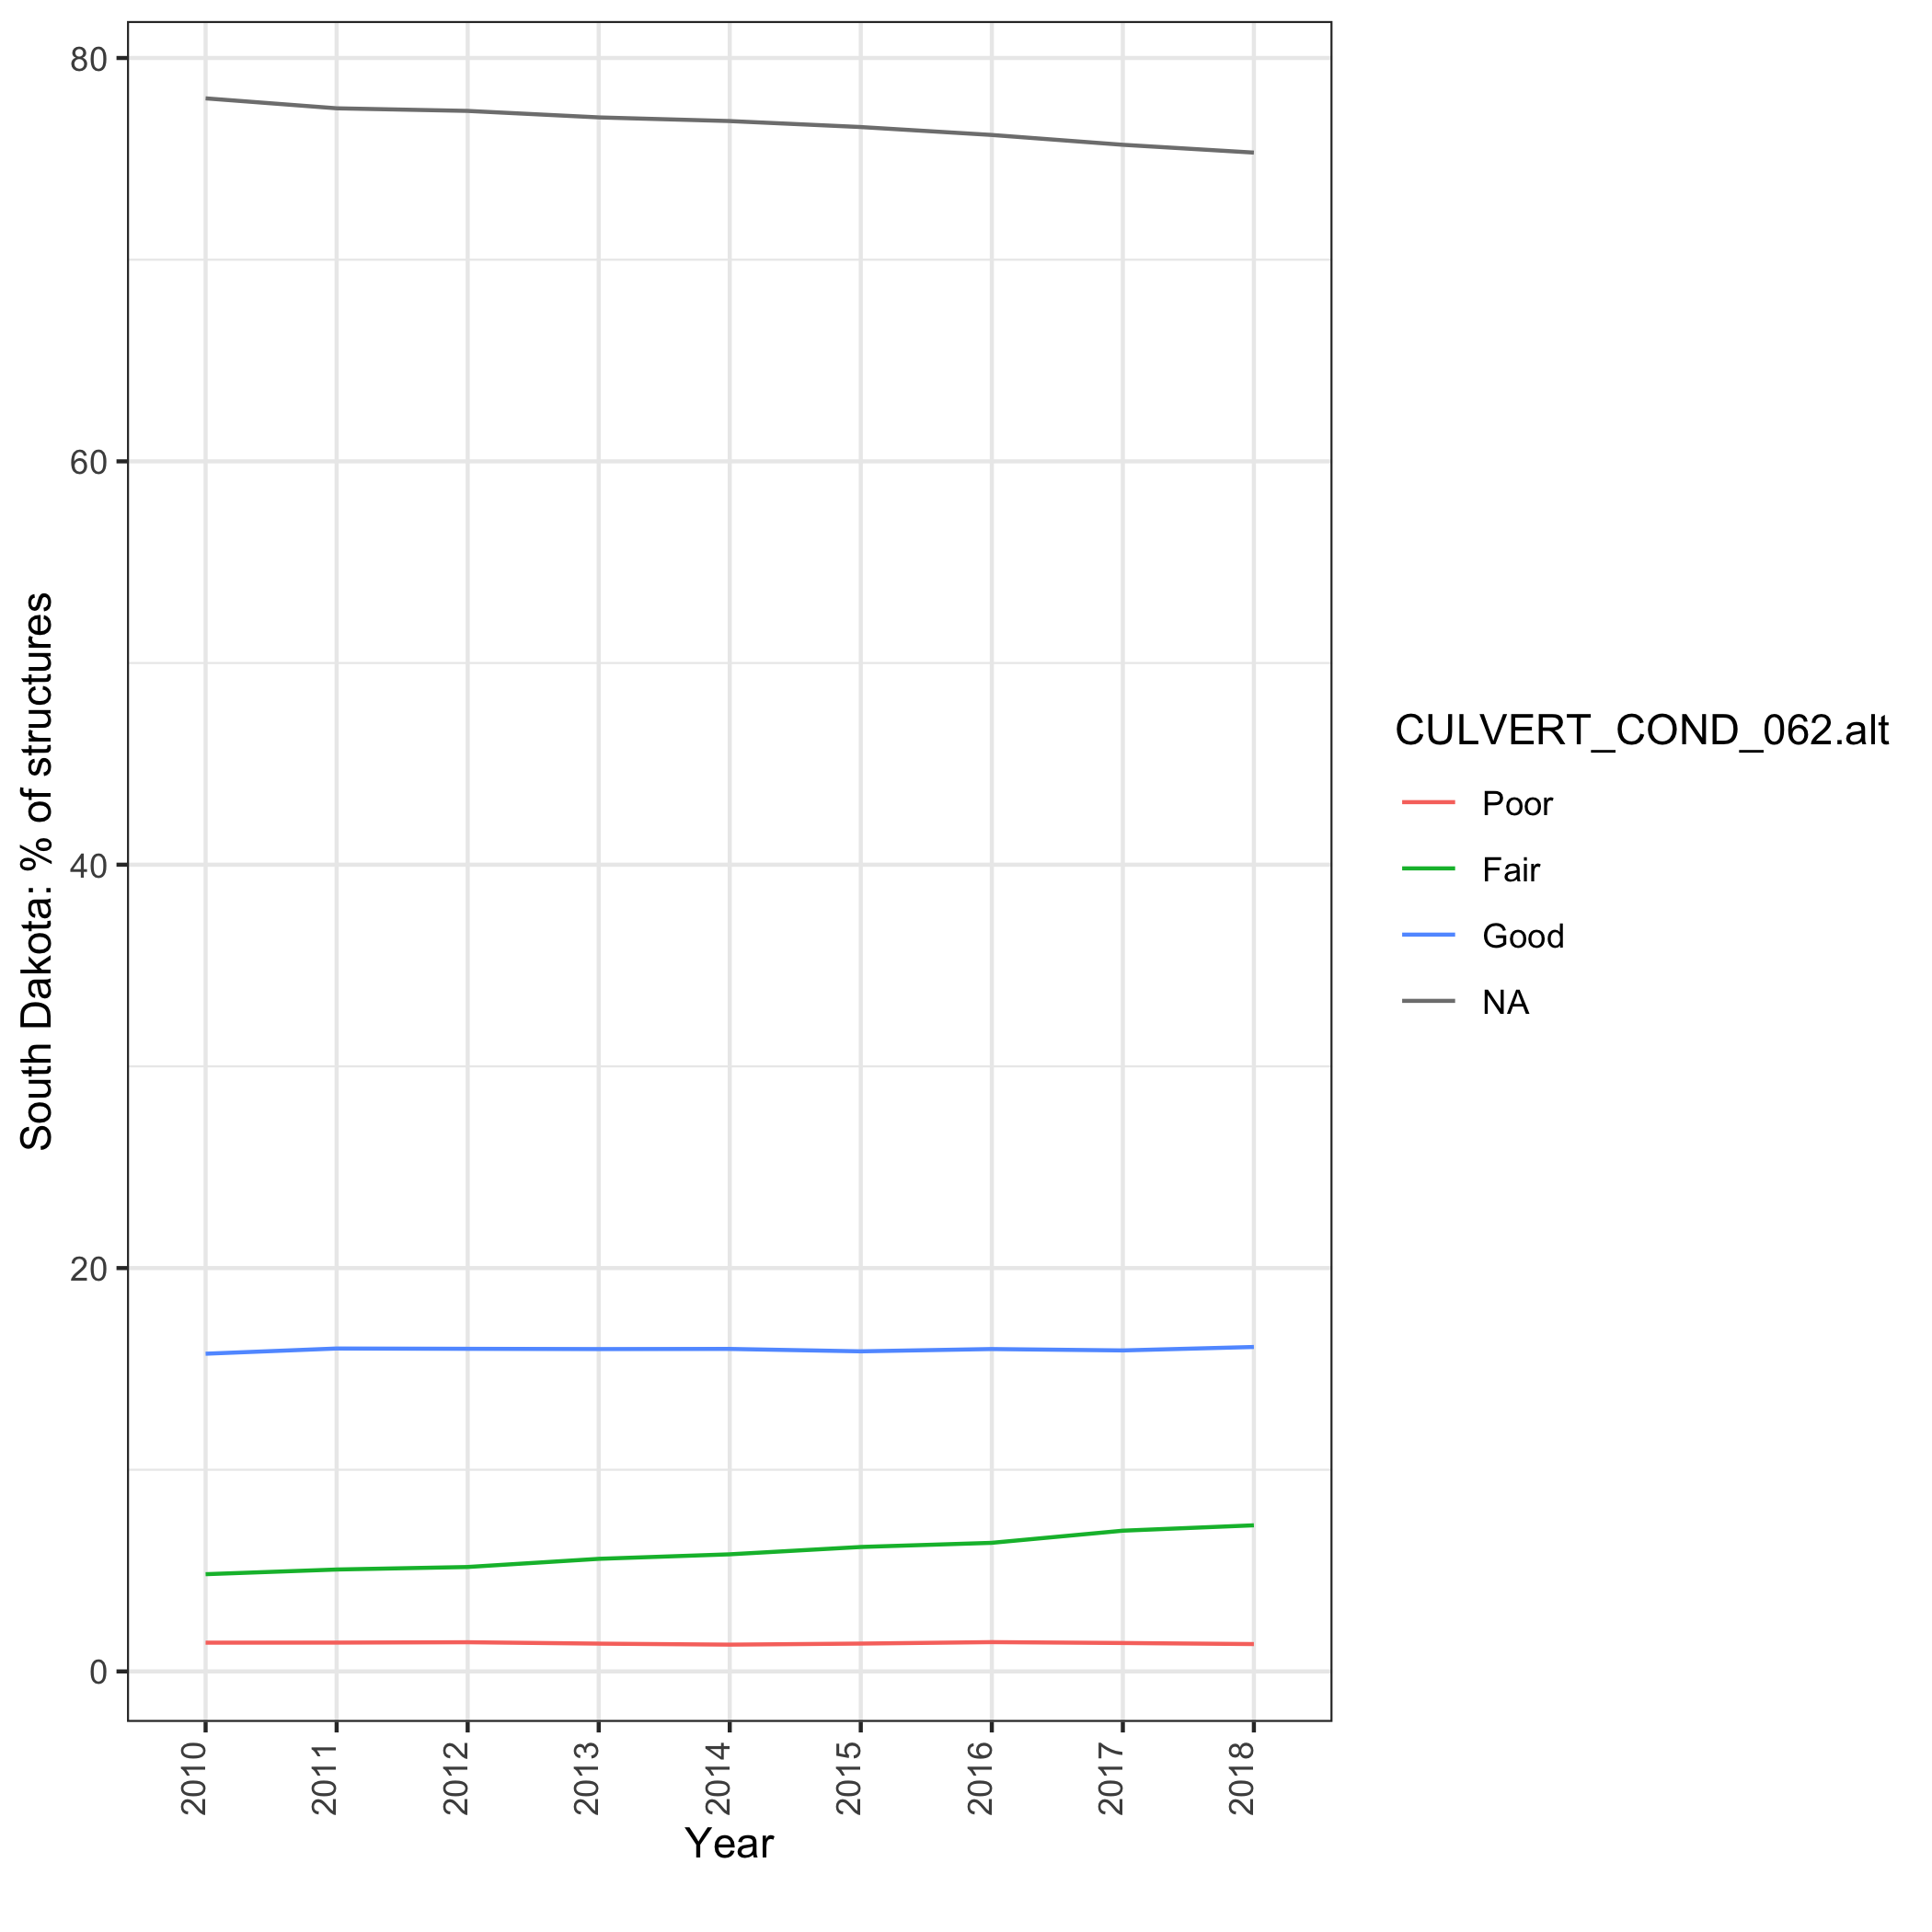 South Dakota: % of structures
80
60
40
20
0
2010
2011
2012
2013
2014
2015
2016
2017
2018
Year
CULVERT_COND_062.alt
Poor
Fair
Good
NA